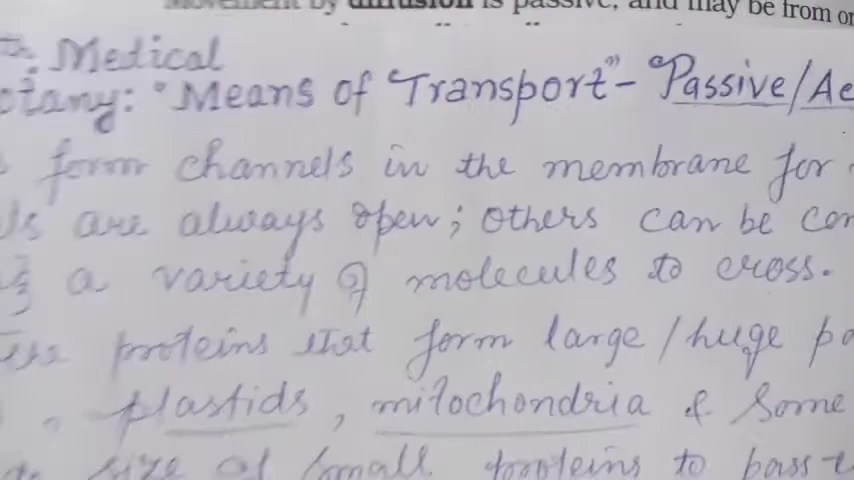 Movement by diffusion is passive, and may be from
Medical
otany: "Means of Transport"- "Passive/Ac
form channels in the membrane for
ls are always open; others can be con
a variety of molecules to cross.
proteins that form large/huge po
plastids, mitochondria & Some
size of small proteins to pass t